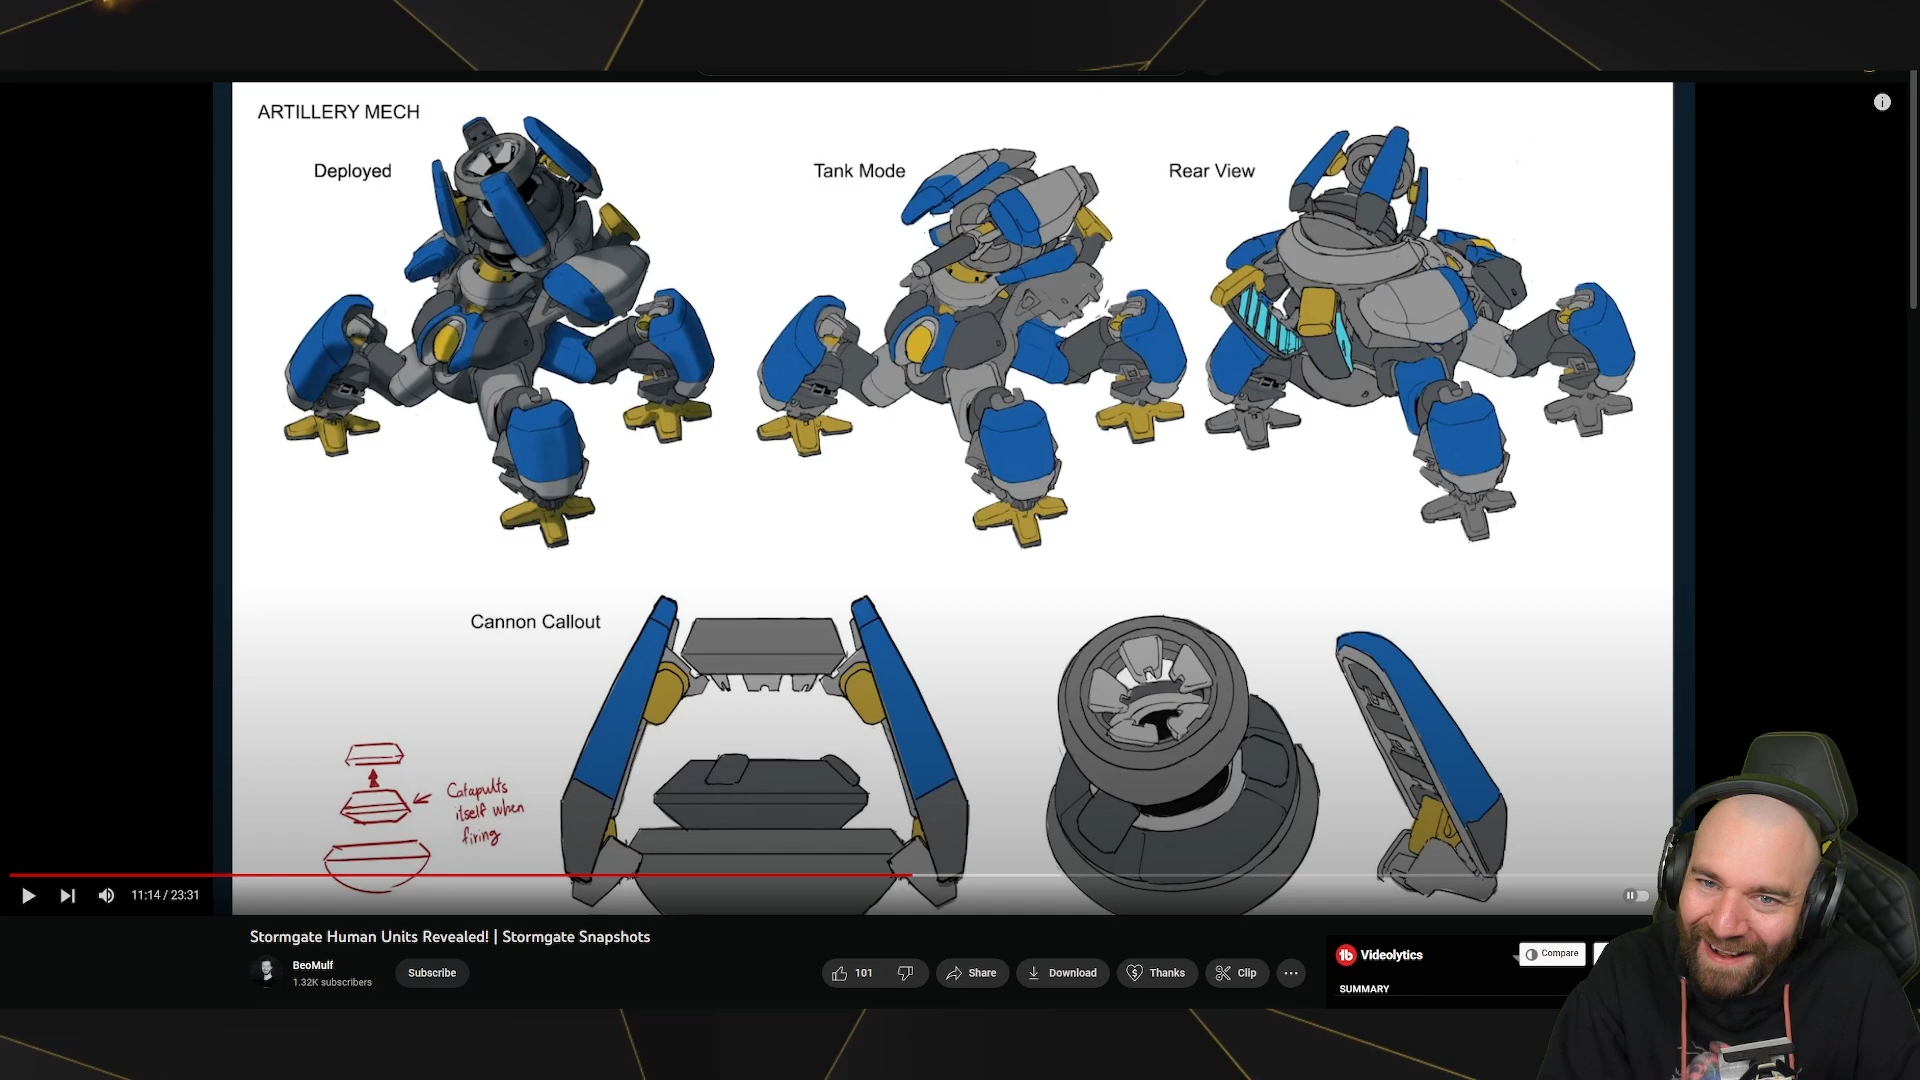 ARTILLERY MECH
Deployed
Tank Mode
Rear View
Cannon Callout
Catapults
itself when
firing
11:14 / 23:31
Stormgate Human Units Revealed! | Stormgate Snapshots
BeoMulf
1.32K subscribers
Subscribe
101
Share
Download
Thanks
Clip
Videolytics
Compare
SUMMARY